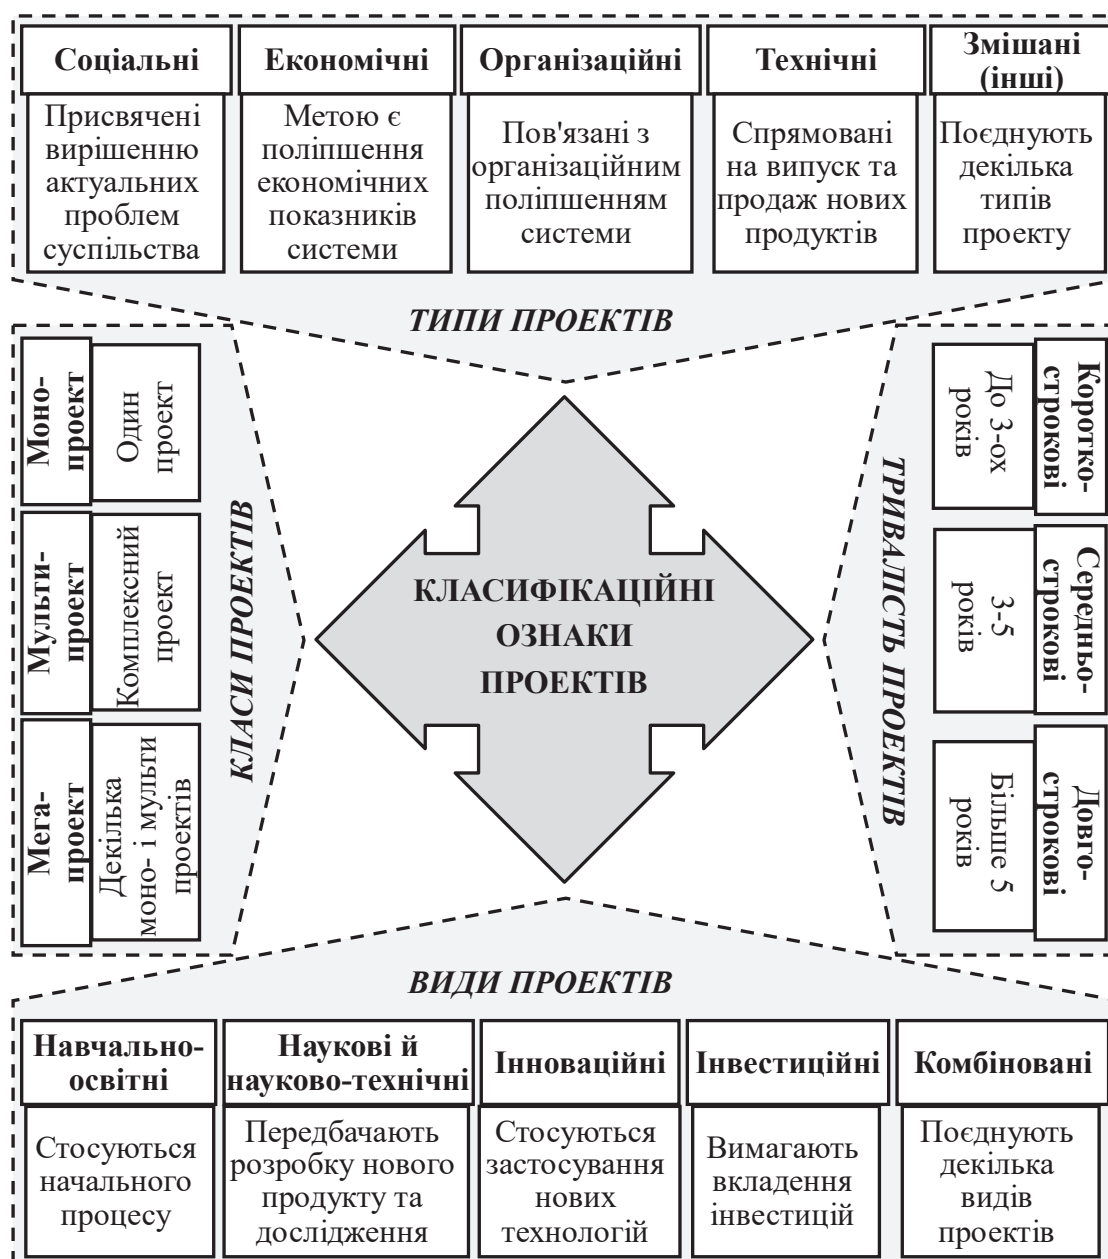 Соціальні
Економічні
Організаційні
Технічні
Змішані
(інші)
Присвячені
вирішенню
актуальних
проблем
суспільства
Метою є
поліпшення
економічних
показників
системи
Пов'язані з
організаційним
поліпшенням
системи
Спрямовані
на випуск та
продаж нових
продуктів
Поєднують
декілька
типів
проекту
ТИПИ ПРОЕКТІВ
Моно-
проект
Один
проект
Мульти-
проект
Комплексний
проект
Мега-
проект
Декілька
моно- і мульти
проектів
КЛАСИ ПРОЕКТІВ
КЛАСИФІКАЦІЙНІ
ОЗНАКИ
ПРОЕКТІВ
ТРИВАЛІСТЬ ПРОЕКТІВ
Коротко-
строкові
До 3-ох
років
Середньо-
строкові
3-5
років
Довго-
строкові
Більше 5
років
ВИДИ ПРОЕКТІВ
Навчально-
освітні
Наукові й
науково-технічні
Інноваційні
Інвестиційні
Комбіновані
Стосуються
начального
процесу
Передбачають
розробку нового
продукту та
дослідження
Стосуються
застосування
нових
технологій
Вимагають
вкладення
інвестицій
Поєднують
декілька
видів
проектів